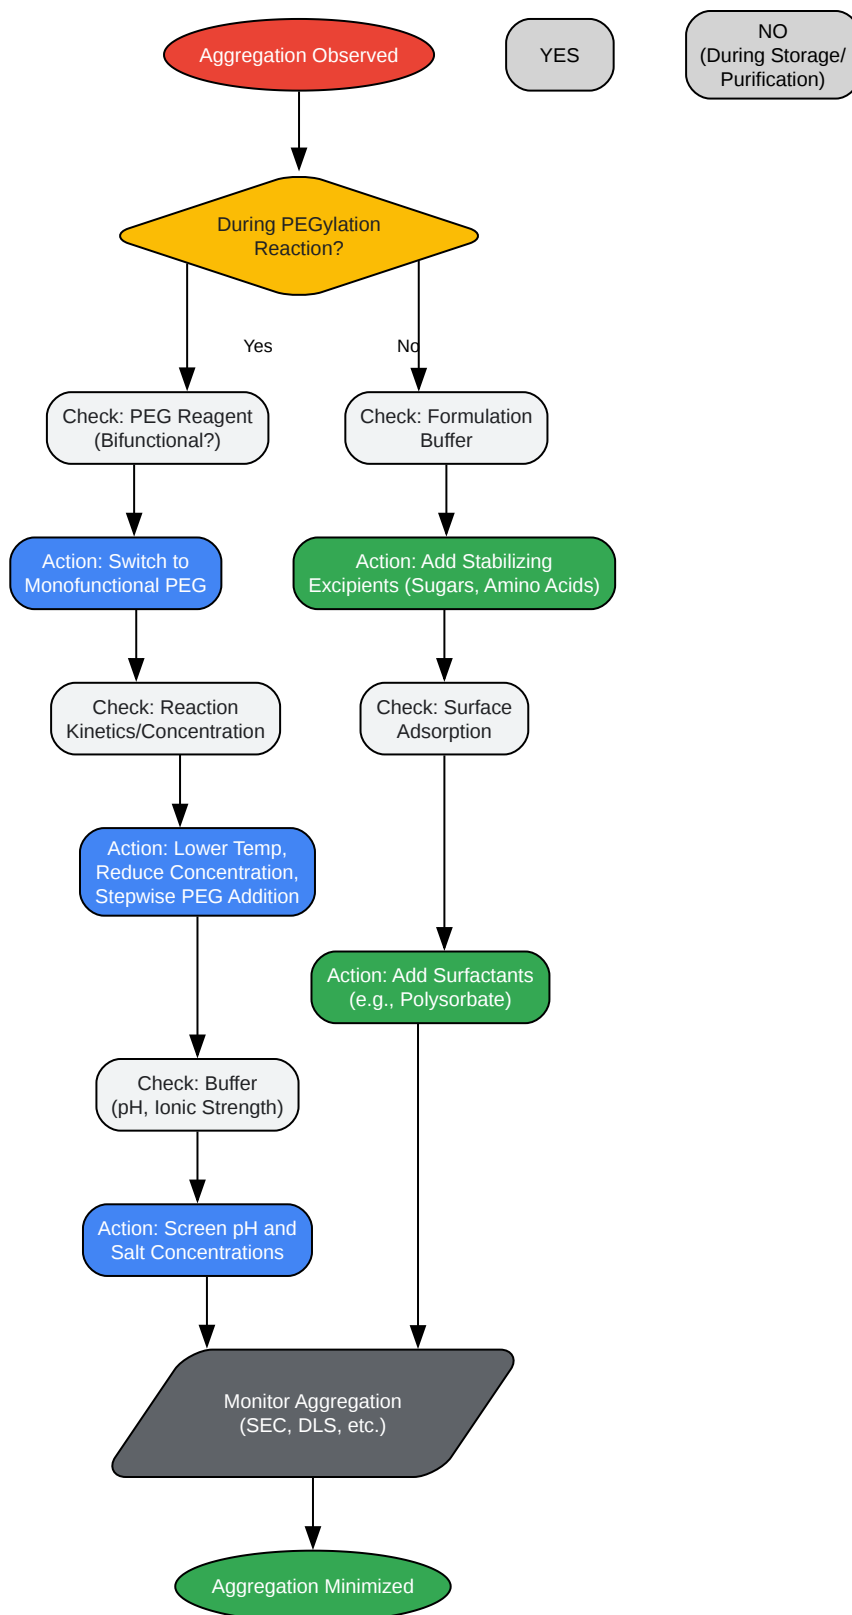 Aggregation Observed
YES
NO
(During Storage/
Purification)
During PEGylation
Reaction?
Yes
No
Check: PEG Reagent
(Bifunctional?)
Check: Formulation
Buffer
Action: Switch to
Monofunctional PEG
Action: Add Stabilizing
Excipients (Sugars, Amino Acids)
Check: Reaction
Kinetics/Concentration
Check: Surface
Adsorption
Action: Lower Temp,
Reduce Concentration,
Stepwise PEG Addition
Action: Add Surfactants
(e.g., Polysorbate)
Check: Buffer
(pH, Ionic Strength)
Action: Screen pH and
Salt Concentrations
Monitor Aggregation
(SEC, DLS, etc.)
Aggregation Minimized